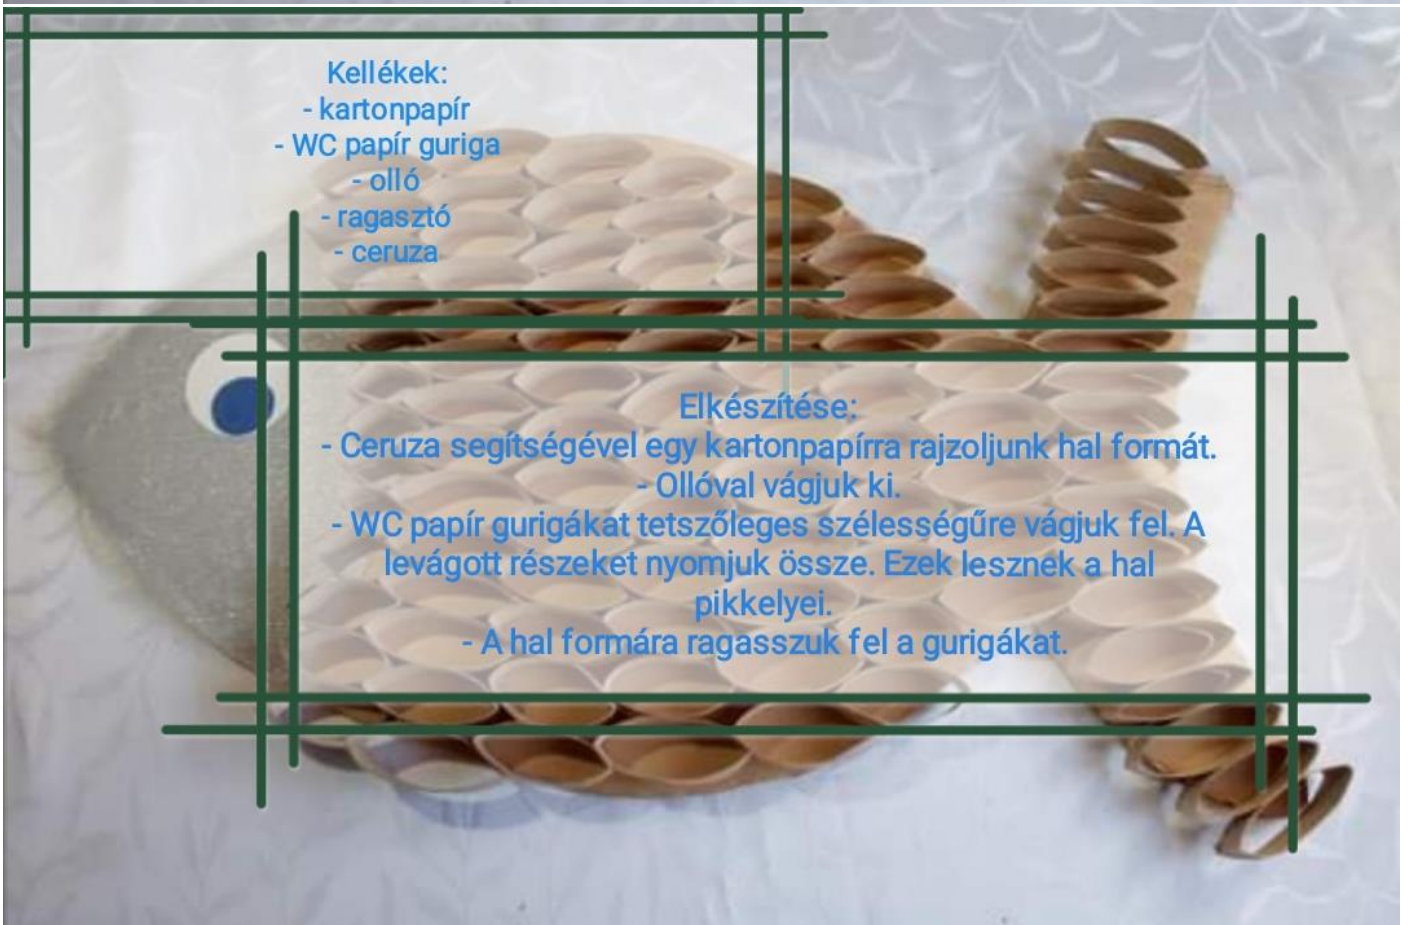 Kellékek:
- kartonpapír
- WC papír guriga
- olló
- ragasztó
- ceruza
Elkészítése:
- Ceruza segítségével egy kartonpapírra rajzoljunk hal formát.
- Ollóval vágjuk ki.
- WC papír gurigákat tetszőleges szélességűre vágjuk fel. A
levágott részeket nyomjuk össze. Ezek lesznek a hal
pikkelyei.
- A hal formára ragasszuk fel a gurigákat.